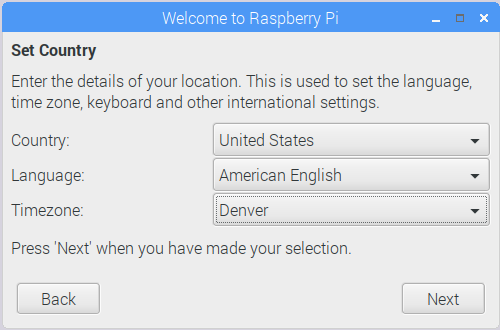 Welcome to Raspberry Pi
Set Country
Enter the details of your location. This is used to set the language,
time zone, keyboard and other international settings.
Country: United States
Language: American English
Timezone: Denver
Press 'Next' when you have made your selection.
Back Next